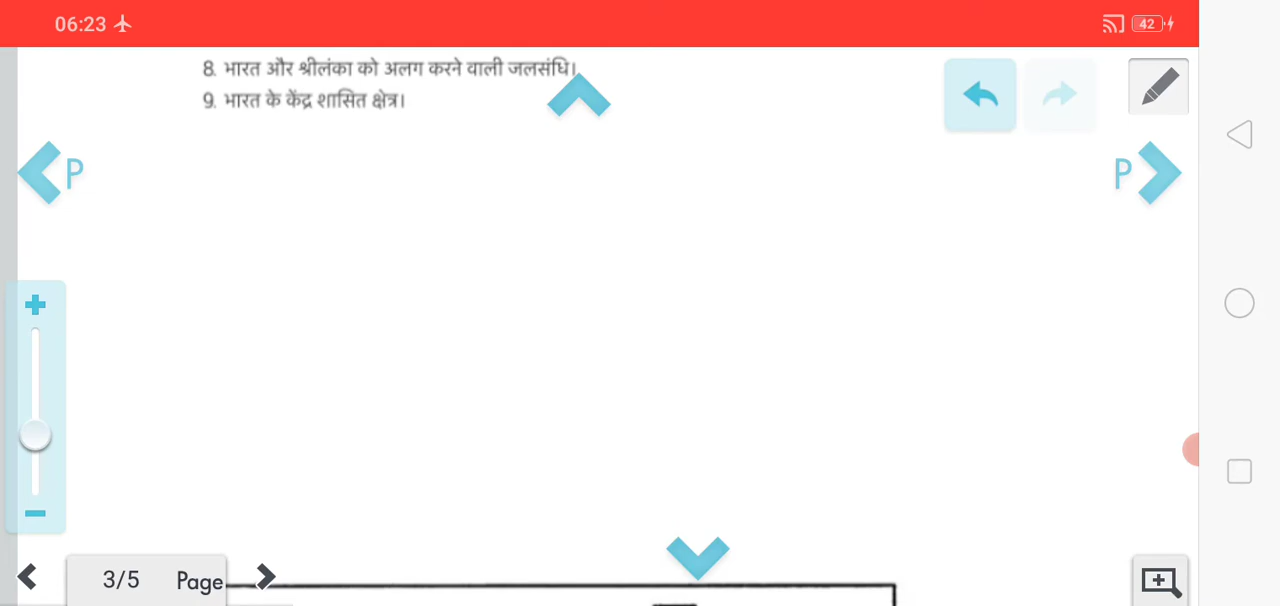 06:23
42
8. भारत और श्रीलंका को अलग करने वाली जलसंधि।
9. भारत के केंद्र शासित क्षेत्र।
P
P
3/5 Page